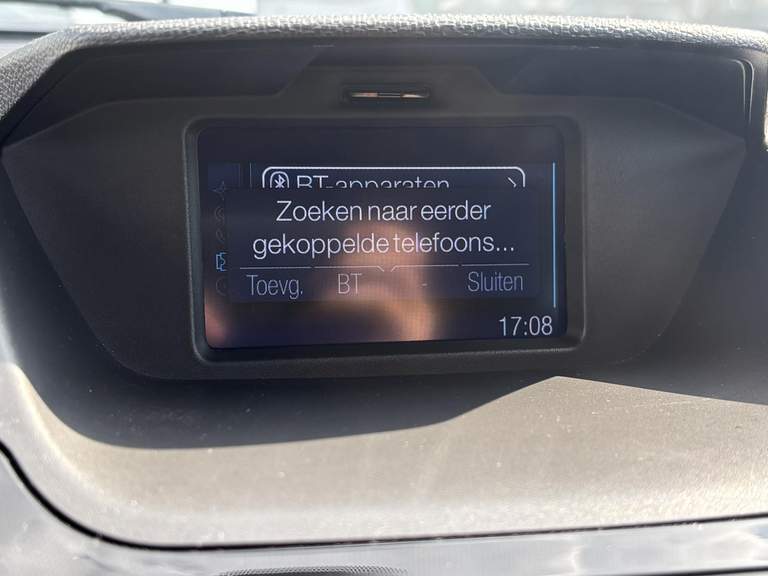 BT-apparaten
Zoeken naar eerder
gekoppelde telefoons...
Toevg. BT - Sluiten
17:08